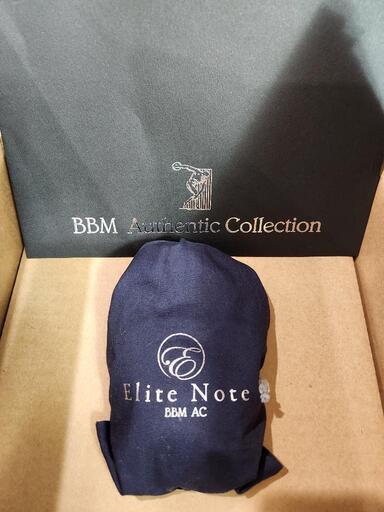 BBM Authentic Collection
E
Elite Note
BBM AC